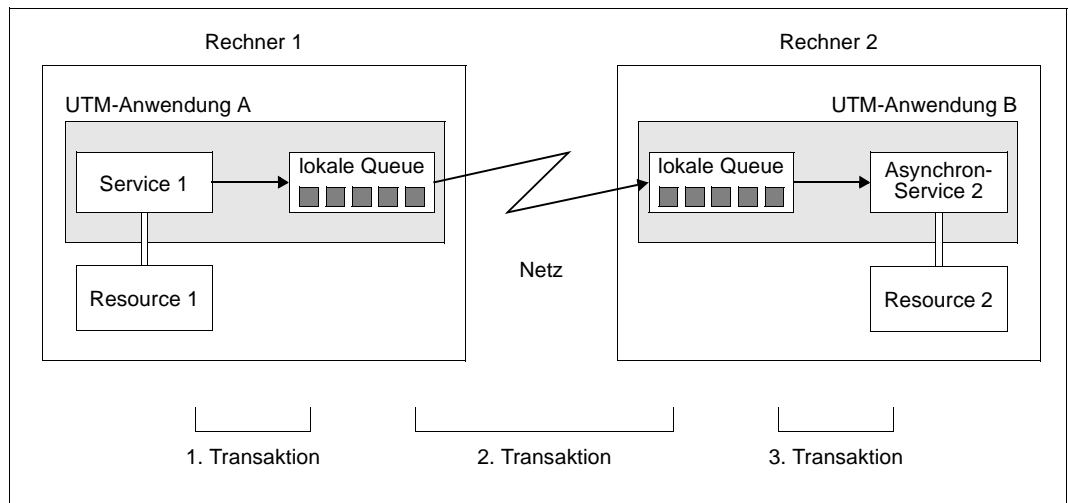 Rechner 1
Rechner 2
UTM-Anwendung A
UTM-Anwendung B
Service 1
lokale Queue
lokale Queue
Asynchron-
Service 2
Netz
Resource 1
Resource 2
1. Transaktion
2. Transaktion
3. Transaktion